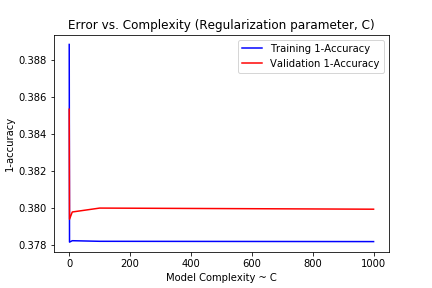 Error vs. Complexity (Regularization parameter, C)
Training 1-Accuracy
Validation 1-Accuracy
0.388
0.386
0.384
0.382
0.380
0.378
1-accuracy
0 200 400 600 800 1000
Model Complexity ~ C